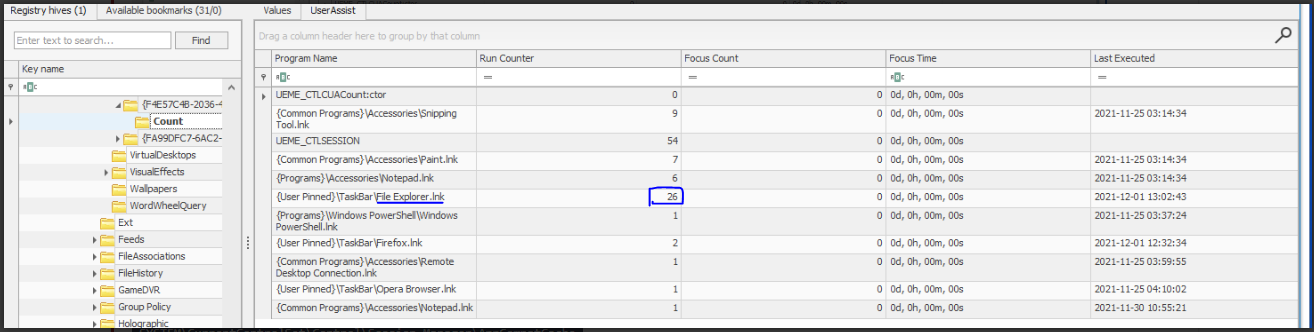 Registry hives (1) Available bookmarks (31/0)
Enter text to search... Find
Key name
{F4E57C4B-2036-4
Count
{FA99DFC7-6AC2-
VirtualDesktops
VisualEffects
Wallpapers
WordWheelQuery
Ext
Feeds
FileAssociations
FileHistory
GameDVR
Group Policy
Holographic
Values UserAssist
Drag a column header here to group by that column
Program Name Run Counter Focus Count Focus Time Last Executed
= = =
UEME_CTLCUACount:ctor 0 0 0d, 0h, 00m, 00s
{Common Programs}\Accessories\Snipping 9 0 0d, 0h, 00m, 00s 2021-11-25 03:14:34
Tool.lnk
UEME_CTLSESSION 54 0 0d, 0h, 00m, 00s
{Common Programs}\Accessories\Paint.lnk 7 0 0d, 0h, 00m, 00s 2021-11-25 03:14:34
{Programs}\Accessories\Notepad.lnk 6 0 0d, 0h, 00m, 00s 2021-11-25 03:14:34
{User Pinned}\TaskBar\File Explorer.lnk 26 0 0d, 0h, 00m, 00s 2021-12-01 13:02:43
{Programs}\Windows PowerShell\Windows 1 0 0d, 0h, 00m, 00s 2021-11-25 03:37:24
PowerShell.lnk
{User Pinned}\TaskBar\Firefox.lnk 2 0 0d, 0h, 00m, 00s 2021-12-01 12:32:34
{Common Programs}\Accessories\Remote 1 0 0d, 0h, 00m, 00s 2021-11-25 03:59:55
Desktop Connection.lnk
{User Pinned}\TaskBar\Opera Browser.lnk 1 0 0d, 0h, 00m, 00s 2021-11-25 04:10:02
{Common Programs}\Accessories\Notepad.lnk 1 0 0d, 0h, 00m, 00s 2021-11-30 10:55:21